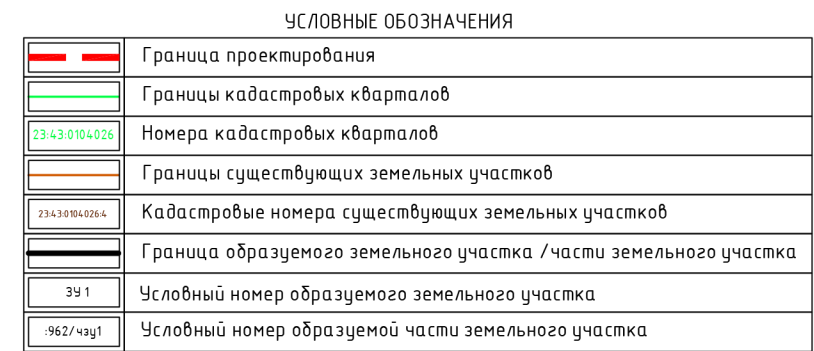 УСЛОВНЫЕ ОБОЗНАЧЕНИЯ
Граница проектирования
Границы кадастровых кварталов
23:43:0104026 Номера кадастровых кварталов
Границы существующих земельных участков
23:43:0104026:4 Кадастровые номера существующих земельных участков
Граница образуемого земельного участка /части земельного участка
ЗУ 1 Условный номер образуемого земельного участка
:962/чзу1 Условный номер образуемой части земельного участка